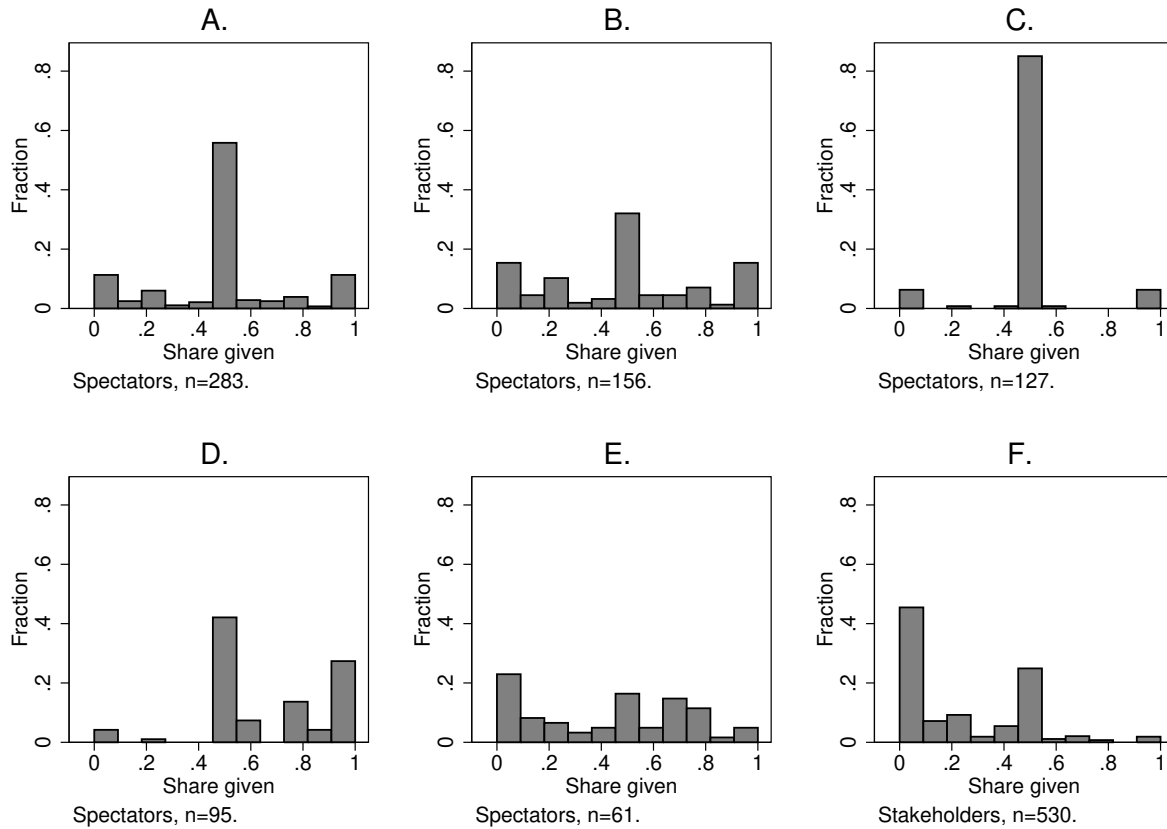 A.
B.
C.
Fraction
0 .2 .4 .6 .8
0 .2 .4 .6 .8 1
Share given
Spectators, n=283.
Fraction
0 .2 .4 .6 .8
0 .2 .4 .6 .8 1
Share given
Spectators, n=156.
Fraction
0 .2 .4 .6 .8
0 .2 .4 .6 .8 1
Share given
Spectators, n=127.
D.
E.
F.
Fraction
0 .2 .4 .6 .8
0 .2 .4 .6 .8 1
Share given
Spectators, n=95.
Fraction
0 .2 .4 .6 .8
0 .2 .4 .6 .8 1
Share given
Spectators, n=61.
Fraction
0 .2 .4 .6 .8
0 .2 .4 .6 .8 1
Share given
Stakeholders, n=530.